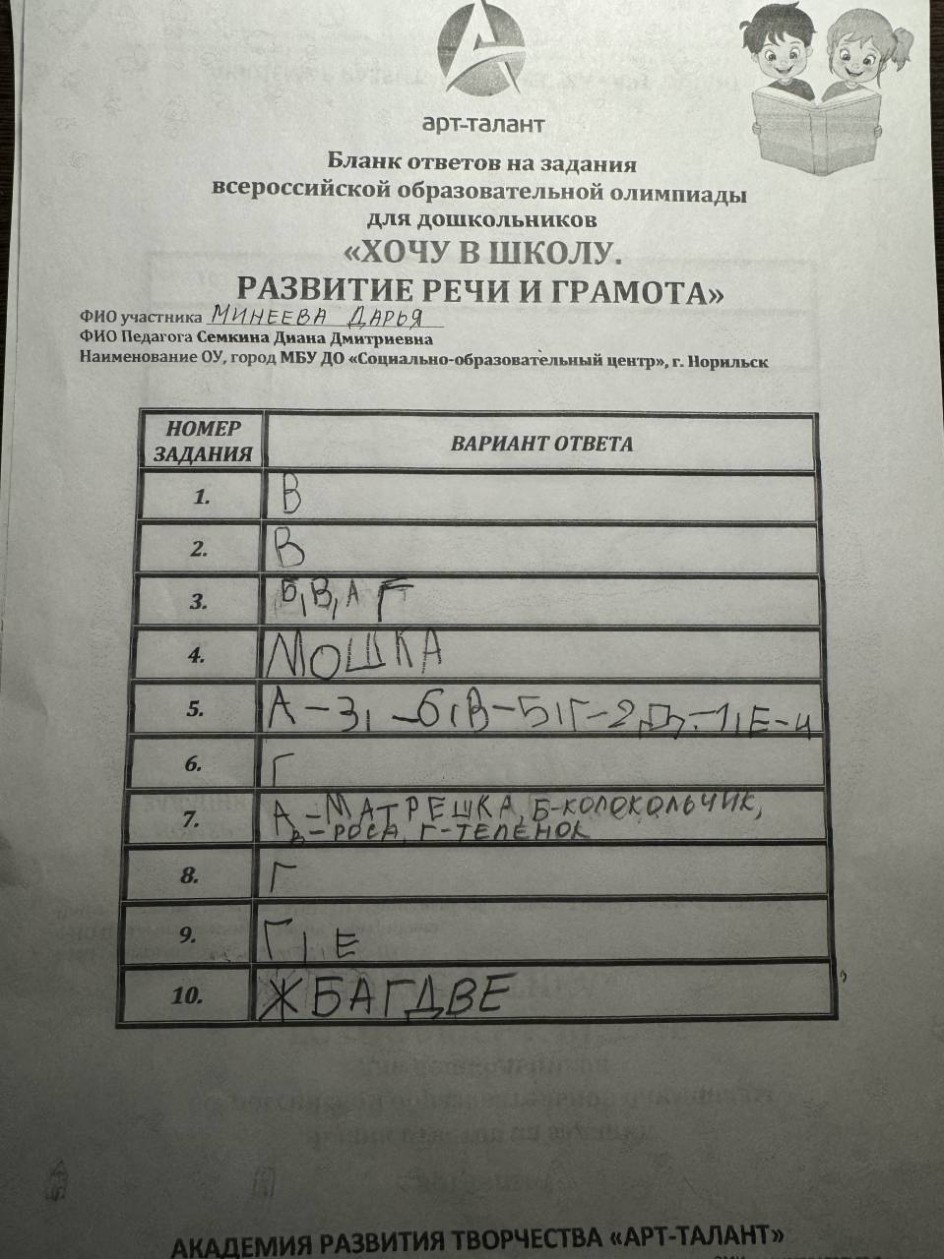 арт-талант
Бланк ответов на задания
всероссийской образовательной олимпиады
для дошкольников
«ХОЧУ В ШКОЛУ.
РАЗВИТИЕ РЕЧИ И ГРАМОТА»
ФИО участника МИНЕЕВА ДАРЬЯ
ФИО Педагога Семкина Диана Дмитриевна
Наименование ОУ, город МБУ ДО «Социально-образовательный центр», г. Норильск
НОМЕР ЗАДАНИЯ ВАРИАНТ ОТВЕТА
1. В
2. В
3. Б, В, А Г
4. МОШКА
5. А-3, -6, В-5, Г-2, Д-1, Е-4
6. Г
7. А-МАТРЕШКА, Б-КОЛОКОЛЬЧИК,
В-РОСА, Г-ТЕЛЕНОК
8. Г
9. Г, Е
10. ЖБАГДВЕ
АКАДЕМИЯ РАЗВИТИЯ ТВОРЧЕСТВА «АРТ-ТАЛАНТ»